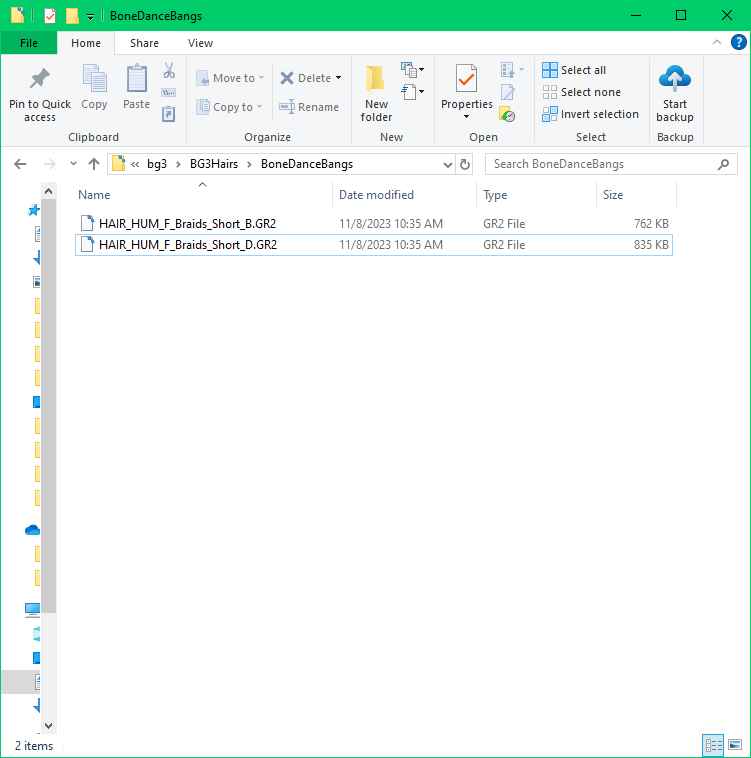 BoneDanceBangs
File Home Share View
Pin to Quick access
Copy
Paste
Move to
Copy to
Delete
Rename
New folder
Properties
Select all
Select none
Invert selection
Start backup
Clipboard Organize New Open Select Backup
« bg3 > BG3Hairs > BoneDanceBangs
Search BoneDanceBangs
Name Date modified Type Size
HAIR_HUM_F_Braids_Short_B.GR2 11/8/2023 10:35 AM GR2 File 762 KB
HAIR_HUM_F_Braids_Short_D.GR2 11/8/2023 10:35 AM GR2 File 835 KB
2 items